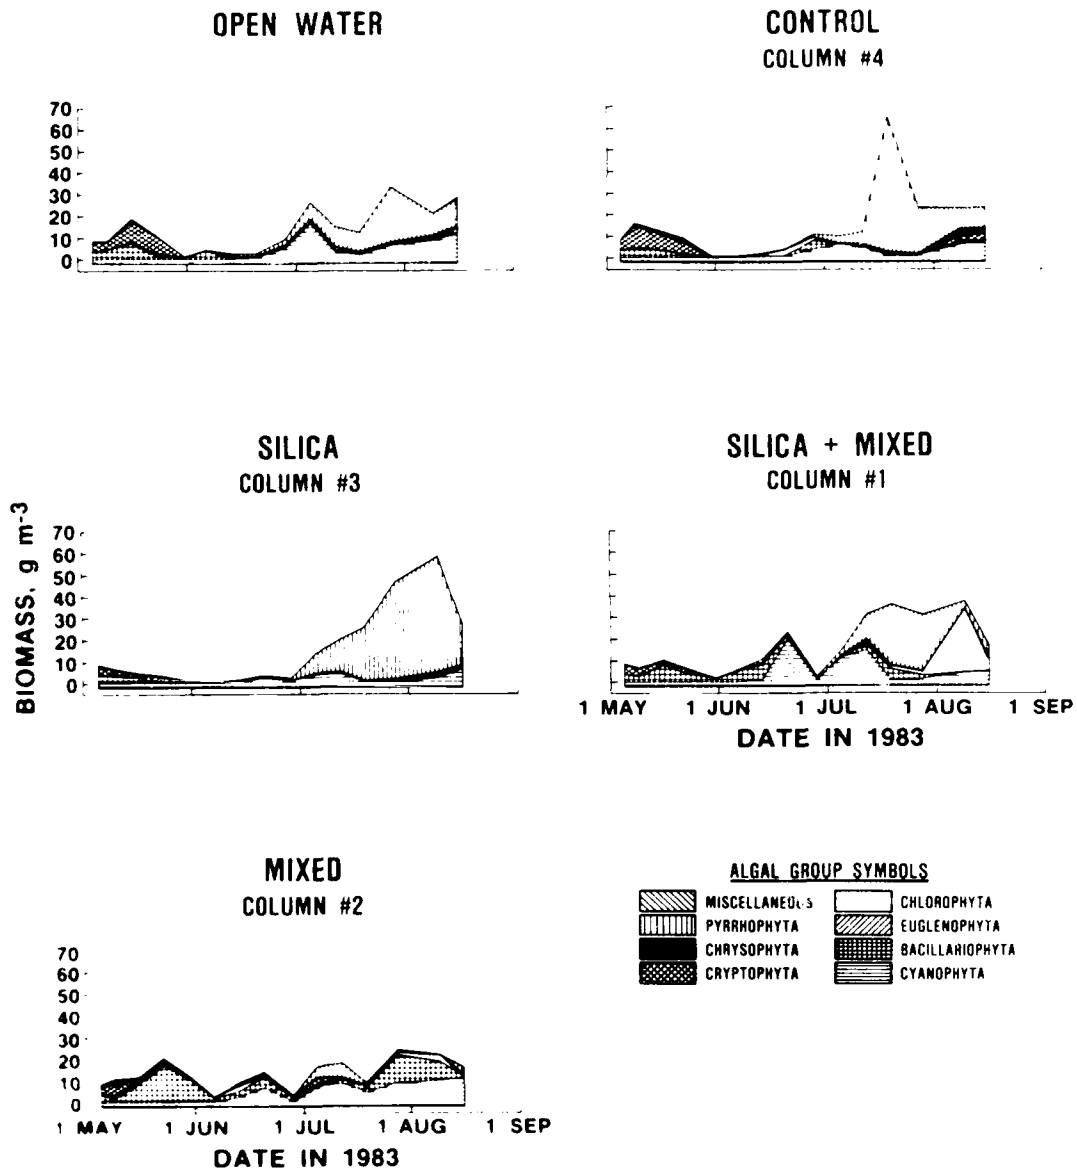 OPEN WATER
CONTROL
COLUMN #4
70
60
50
40
30
20
10
0
SILICA
COLUMN #3
SILICA + MIXED
COLUMN #1
BIOMASS, g m-3
70
60
50
40
30
20
10
0
1 MAY 1 JUN 1 JUL 1 AUG 1 SEP
DATE IN 1983
MIXED
COLUMN #2
70
60
50
40
30
20
10
0
1 MAY 1 JUN 1 JUL 1 AUG 1 SEP
DATE IN 1983
ALGAL GROUP SYMBOLS
MISCELLANEOUS CHLOROPHYTA
PYRRHOPHYTA EUGLENOPHYTA
CHRYSOPHYTA BACILLARIOPHYTA
CRYPTOPHYTA CYANOPHYTA